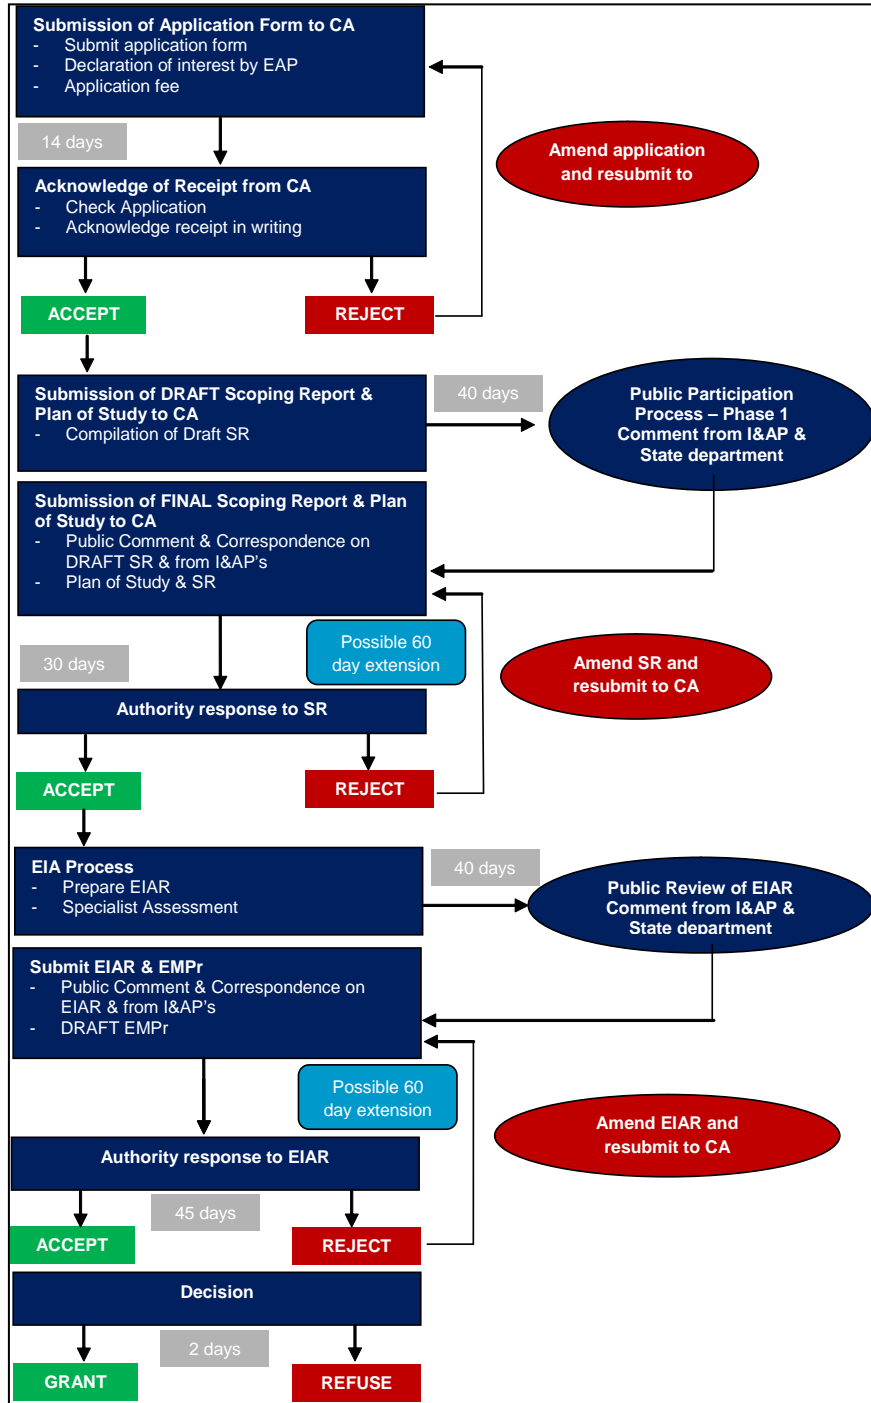 Submission of Application Form to CA
- Submit application form
- Declaration of interest by EAP
- Application fee
14 days
Amend application
and resubmit to
Acknowledge of Receipt from CA
- Check Application
- Acknowledge receipt in writing
ACCEPT
REJECT
Submission of DRAFT Scoping Report &
Plan of Study to CA
- Compilation of Draft SR
40 days
Public Participation
Process – Phase 1
Comment from I&AP &
State department
Submission of FINAL Scoping Report & Plan
of Study to CA
- Public Comment & Correspondence on
DRAFT SR & from I&AP's
- Plan of Study & SR
Possible 60
day extension
30 days
Amend SR and
resubmit to CA
Authority response to SR
ACCEPT
REJECT
EIA Process
- Prepare EIAR
- Specialist Assessment
40 days
Public Review of EIAR
Comment from I&AP &
State department
Submit EIAR & EMPr
- Public Comment & Correspondence on
EIAR & from I&AP's
- DRAFT EMPr
Possible 60
day extension
Amend EIAR and
resubmit to CA
Authority response to EIAR
45 days
ACCEPT
REJECT
Decision
2 days
GRANT
REFUSE